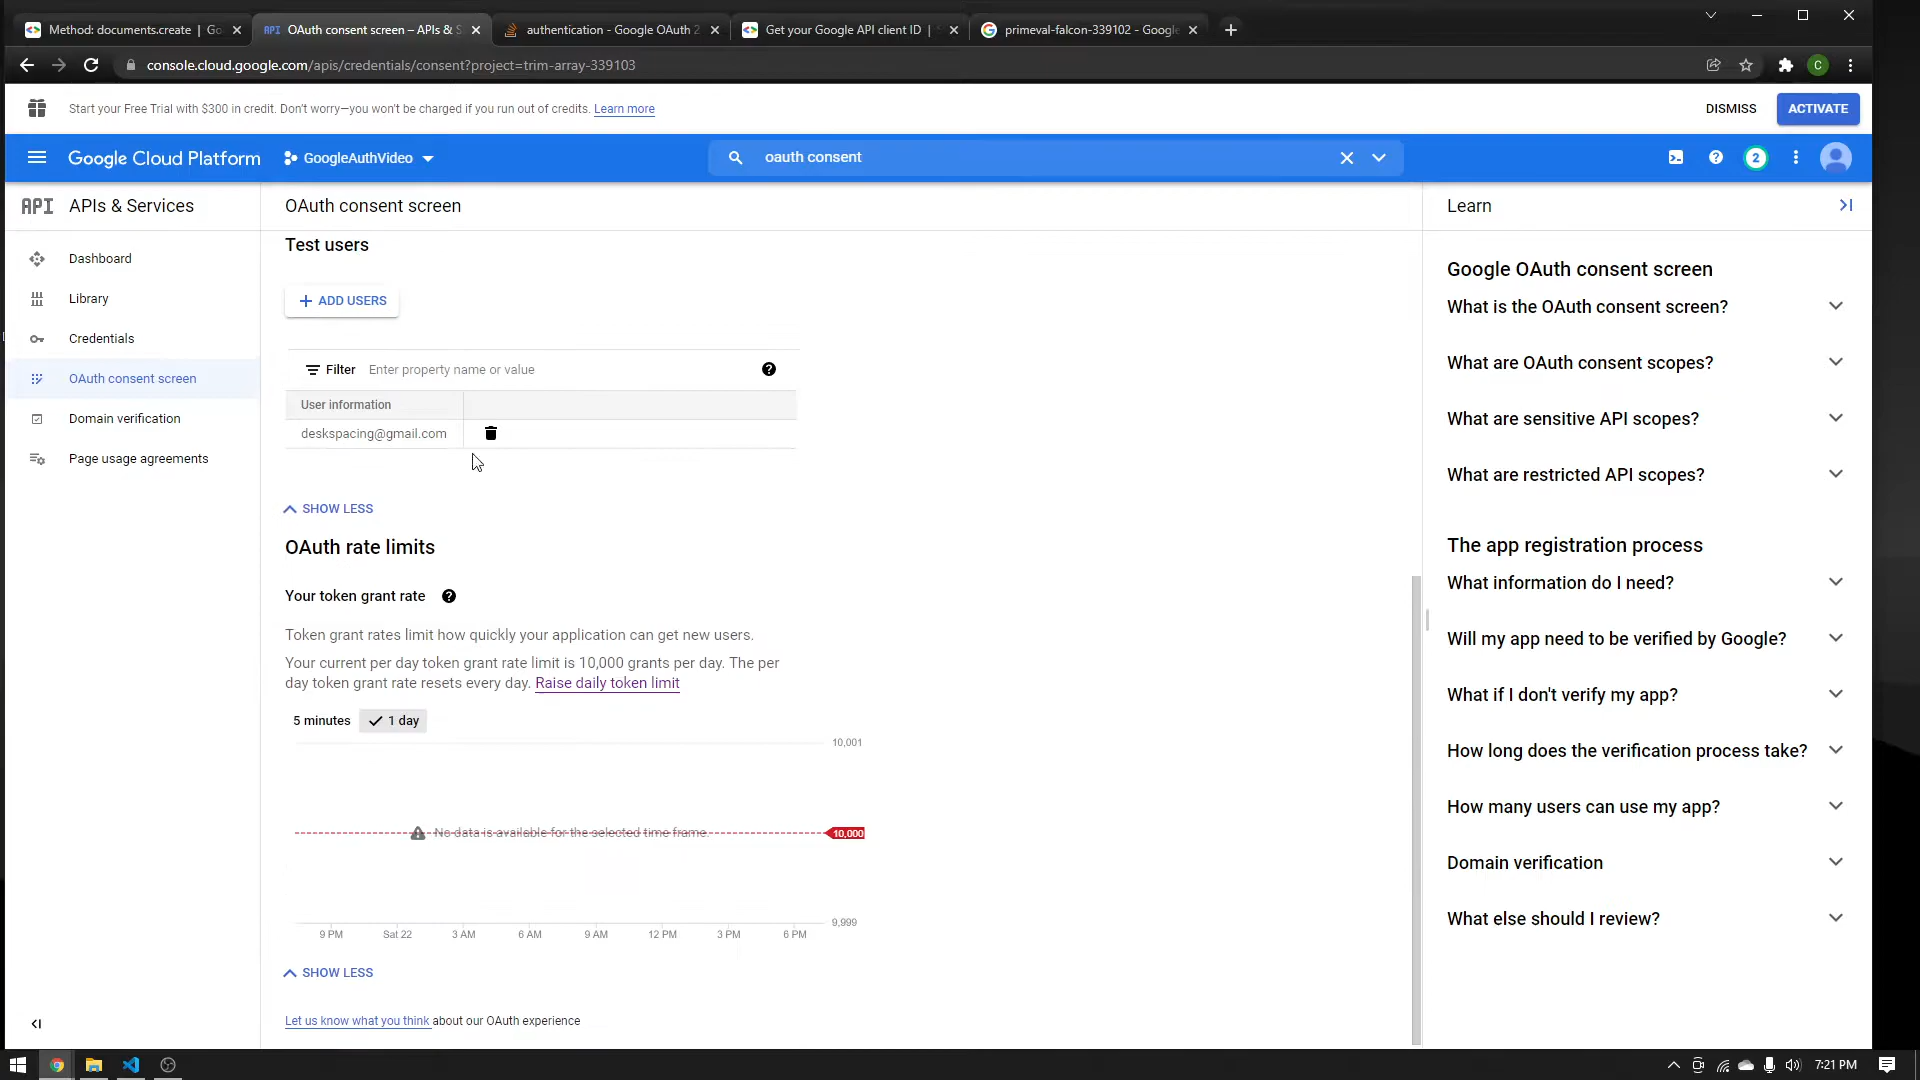 Method: documents.create | Go
OAuth consent screen – APIs & S
authentication - Google OAuth 2
Get your Google API client ID |
primeval-falcon-339102 - Google
console.cloud.google.com/apis/credentials/consent?project=trim-array-339103
C
Start your Free Trial with $300 in credit. Don't worry—you won't be charged if you run out of credits. Learn more
DISMISS
ACTIVATE
Google Cloud Platform
GoogleAuthVideo
oauth consent
2
API APIs & Services
OAuth consent screen
Learn
Dashboard
Library
Credentials
OAuth consent screen
Domain verification
Page usage agreements
Test users
ADD USERS
Filter Enter property name or value
User information
deskspacing@gmail.com
SHOW LESS
OAuth rate limits
Your token grant rate
Token grant rates limit how quickly your application can get new users.
Your current per day token grant rate limit is 10,000 grants per day. The per
day token grant rate resets every day. Raise daily token limit
5 minutes 1 day
10,001
No data is available for the selected time frame.
10,000
9,999
9 PM Sat 22 3 AM 6 AM 9 AM 12 PM 3 PM 6 PM
SHOW LESS
Let us know what you think about our OAuth experience
Google OAuth consent screen
What is the OAuth consent screen?
What are OAuth consent scopes?
What are sensitive API scopes?
What are restricted API scopes?
The app registration process
What information do I need?
Will my app need to be verified by Google?
What if I don't verify my app?
How long does the verification process take?
How many users can use my app?
Domain verification
What else should I review?
7:21 PM